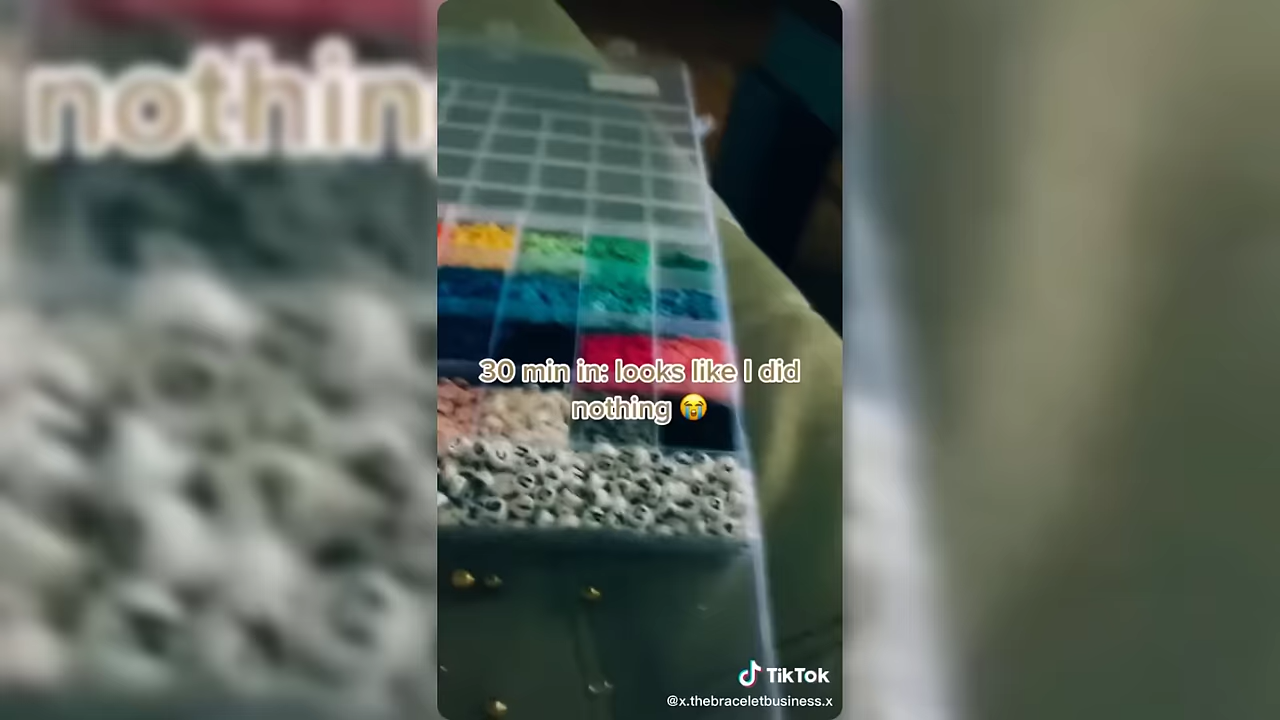 nothin
30 min in: looks like I did
nothing 😭
TikTok
@x.thebraceletbusiness.x